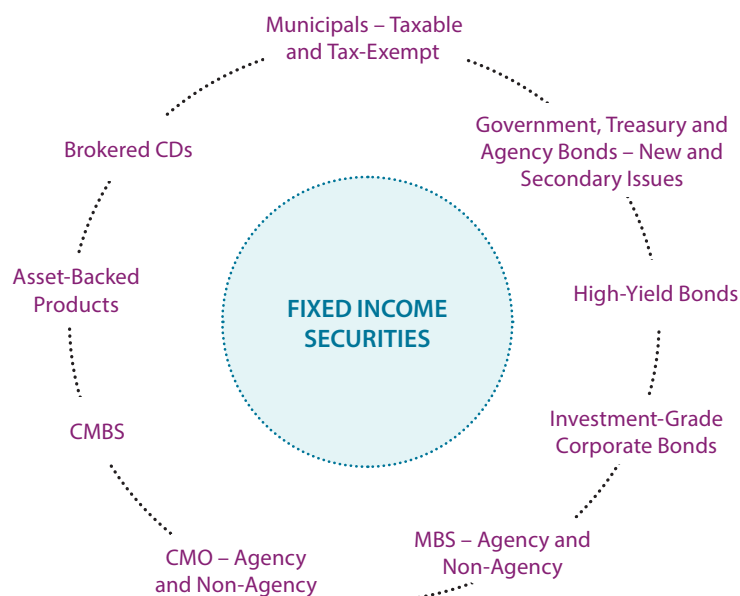 Municipals – Taxable
and Tax-Exempt
Government, Treasury and
Agency Bonds – New and
Secondary Issues
High-Yield Bonds
Investment-Grade
Corporate Bonds
MBS – Agency and
Non-Agency
CMO – Agency
and Non-Agency
CMBS
Asset-Backed
Products
Brokered CDs
FIXED INCOME
SECURITIES